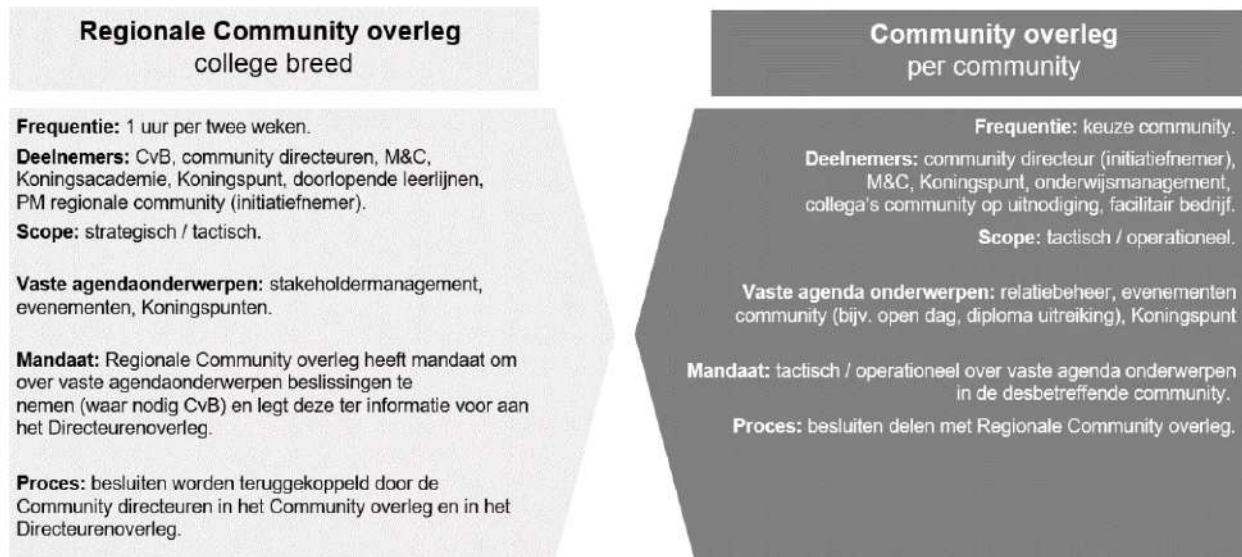 Regionale Community overleg
college breed
Frequentie: 1 uur per twee weken.
Deelnemers: CvB, community directeuren, M&C,
Koningsacademie, Koningspunt, doorlopende leerlijnen,
PM regionale community (initiatiefnemer).
Scope: strategisch / tactisch.
Vaste agendaonderwerpen: stakeholdermanagement,
evenementen, Koningspunten.
Mandaat: Regionale Community overleg heeft mandaat om
over vaste agendaonderwerpen beslissingen te
nemen (waar nodig CvB) en legt deze ter informatie voor aan
het Directeurenoverleg.
Proces: besluiten worden teruggekoppeld door de
Community directeuren in het Community overleg en in het
Directeurenoverleg.
Community overleg
per community
Frequentie: keuze community.
Deelnemers: community directeur (initiatiefnemer),
M&C, Koningspunt, onderwijsmanagement,
collega's community op uitnodiging, facilitair bedrijf.
Scope: tactisch / operationeel.
Vaste agenda onderwerpen: relatiebeheer, evenementen
community (bijv. open dag, diploma uitreiking), Koningspunt
Mandaat: tactisch / operationeel over vaste agenda onderwerpen
in de desbetreffende community.
Proces: besluiten delen met Regionale Community overleg.